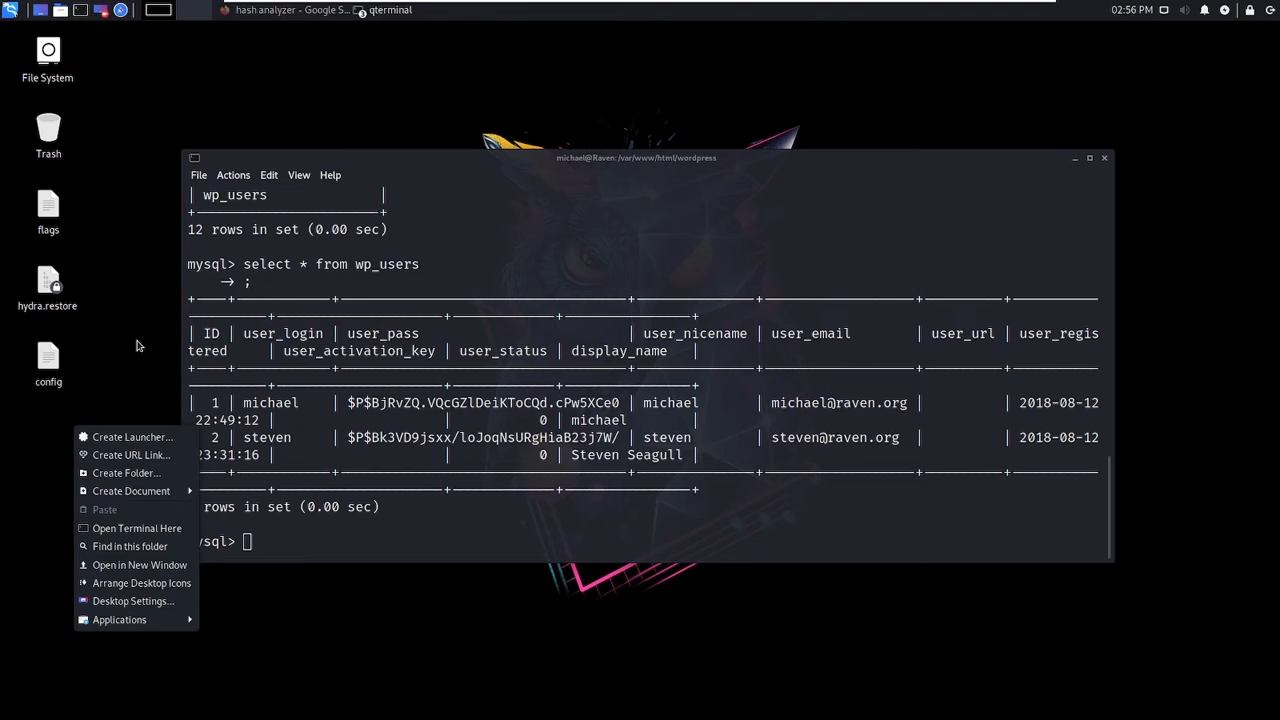 hash analyzer - Google S...
3 qterminal
02:56 PM
File System
Trash
flags
hydra.restore
config
michael@Raven:/var/www/html/wordpress
File Actions Edit View Help
| wp_users |
12 rows in set (0.00 sec)
mysql> select * from wp_users
→ ;
| ID | user_login | user_pass | user_nicename | user_email | user_url | user_regis
tered | user_activation_key | user_status | display_name |
| 1 | michael | $P$BjRvZQ.VQcGZlDeiKToCQd.cPw5XCe0 | michael | michael@raven.org | | 2018-08-12
22:49:12 | | 0 | michael |
2 | steven | $P$Bk3VD9jsxx/loJoqNsURgHiaB23j7W/ | steven | steven@raven.org | | 2018-08-12
23:31:16 | | 0 | Steven Seagull |
rows in set (0.00 sec)
ysql>
Create Launcher...
Create URL Link...
Create Folder...
Create Document
Paste
Open Terminal Here
Find in this folder
Open in New Window
Arrange Desktop Icons
Desktop Settings...
Applications